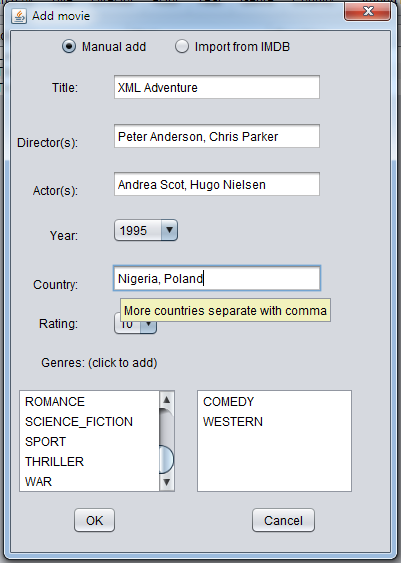 Add movie
Manual add Import from IMDB
Title: XML Adventure
Director(s): Peter Anderson, Chris Parker
Actor(s): Andrea Scot, Hugo Nielsen
Year: 1995
Country: Nigeria, Poland
More countries separate with comma
Rating: 10
Genres: (click to add)
ROMANCE COMEDY
SCIENCE_FICTION WESTERN
SPORT
THRILLER
WAR
OK Cancel